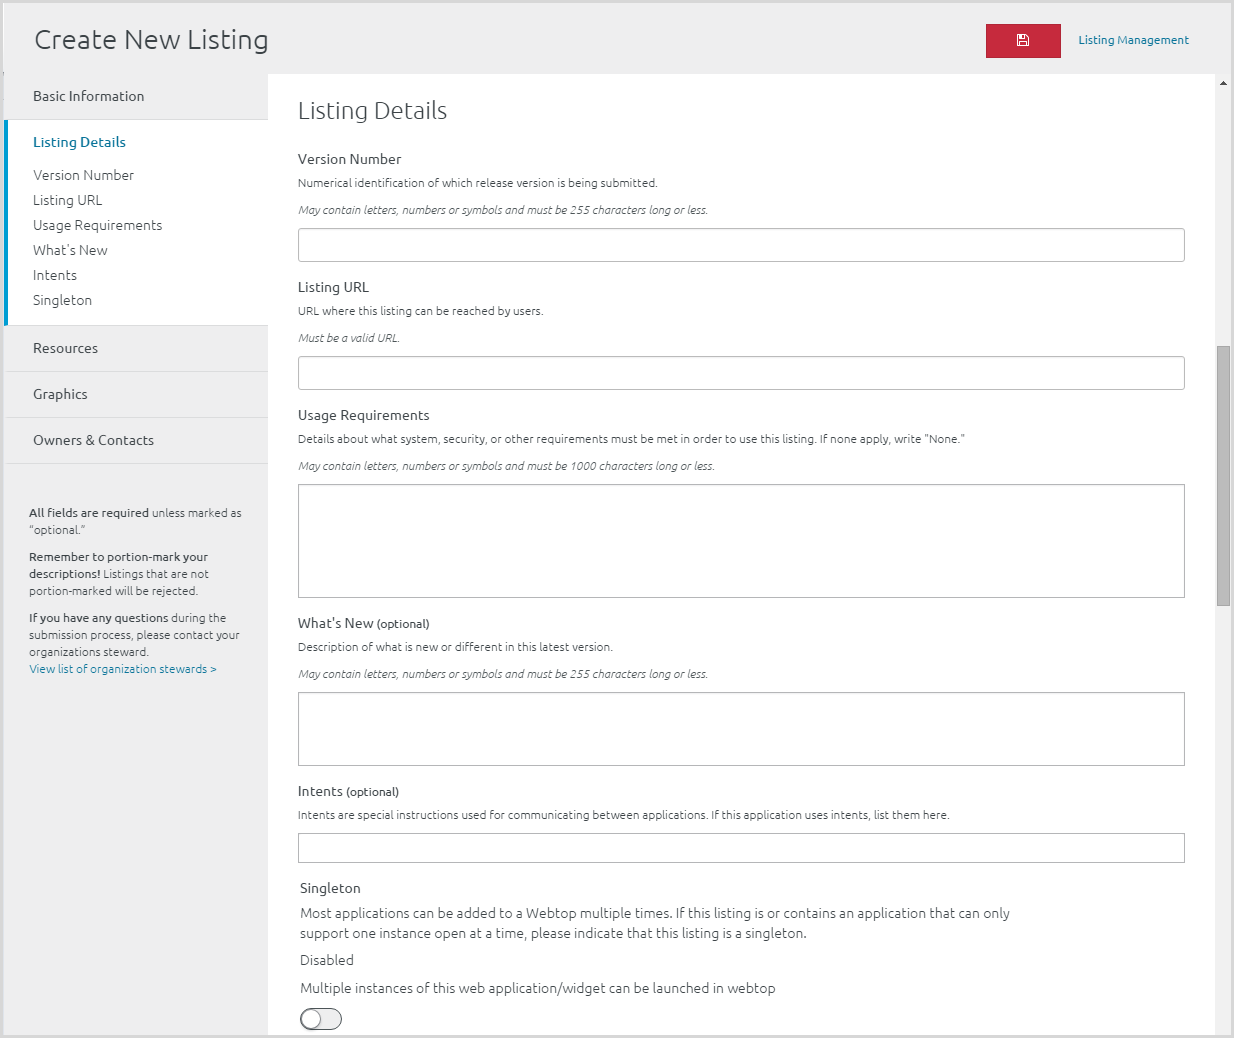 Create New Listing
Listing Management
Basic Information
Listing Details
Version Number
Listing URL
Usage Requirements
What's New
Intents
Singleton
Resources
Graphics
Owners & Contacts
All fields are required unless marked as
“optional.”
Remember to portion-mark your
descriptions! Listings that are not
portion-marked will be rejected.
If you have any questions during the
submission process, please contact your
organizations steward.
View list of organization stewards >
Listing Details
Version Number
Numerical identification of which release version is being submitted.
May contain letters, numbers or symbols and must be 255 characters long or less.
Listing URL
URL where this listing can be reached by users.
Must be a valid URL.
Usage Requirements
Details about what system, security, or other requirements must be met in order to use this listing. If none apply, write "None."
May contain letters, numbers or symbols and must be 1000 characters long or less.
What's New (optional)
Description of what is new or different in this latest version.
May contain letters, numbers or symbols and must be 255 characters long or less.
Intents (optional)
Intents are special instructions used for communicating between applications. If this application uses intents, list them here.
Singleton
Most applications can be added to a Webtop multiple times. If this listing is or contains an application that can only
support one instance open at a time, please indicate that this listing is a singleton.
Disabled
Multiple instances of this web application/widget can be launched in webtop